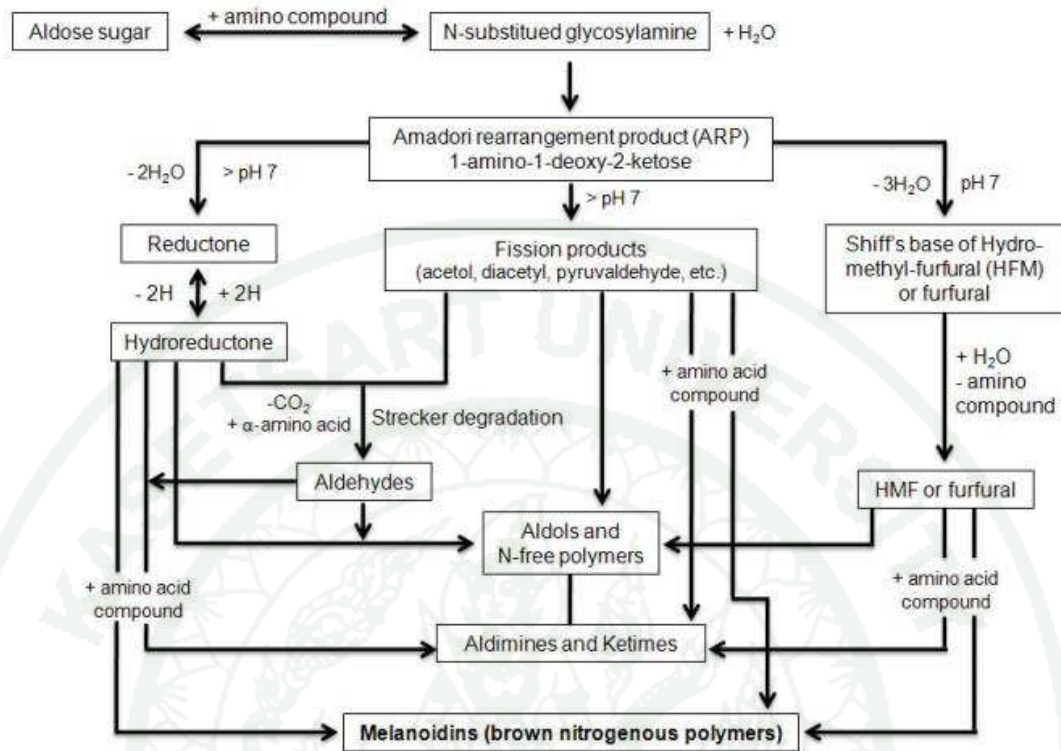 + amino compound
Aldose sugar
N-substitued glycosylamine
+ H₂O
Amadori rearrangement product (ARP)
1-amino-1-deoxy-2-ketose
- 2H₂O
> pH 7
> pH 7
- 3H₂O
pH 7
Reductone
Fission products
(acetol, diacetyl, pyruvaldehyde, etc.)
Shiff's base of Hydro-
methyl-furfural (HFM)
or furfural
- 2H
+ 2H
Hydroreductone
+ amino acid
compound
+ H₂O
- amino
compound
-CO₂
+ α-amino acid
Strecker degradation
Aldehydes
HMF or furfural
Aldols and
N-free polymers
+ amino acid
compound
+ amino acid
compound
Aldimines and Ketimes
Melanoidins (brown nitrogenous polymers)
KASETSART UNIVERSITY